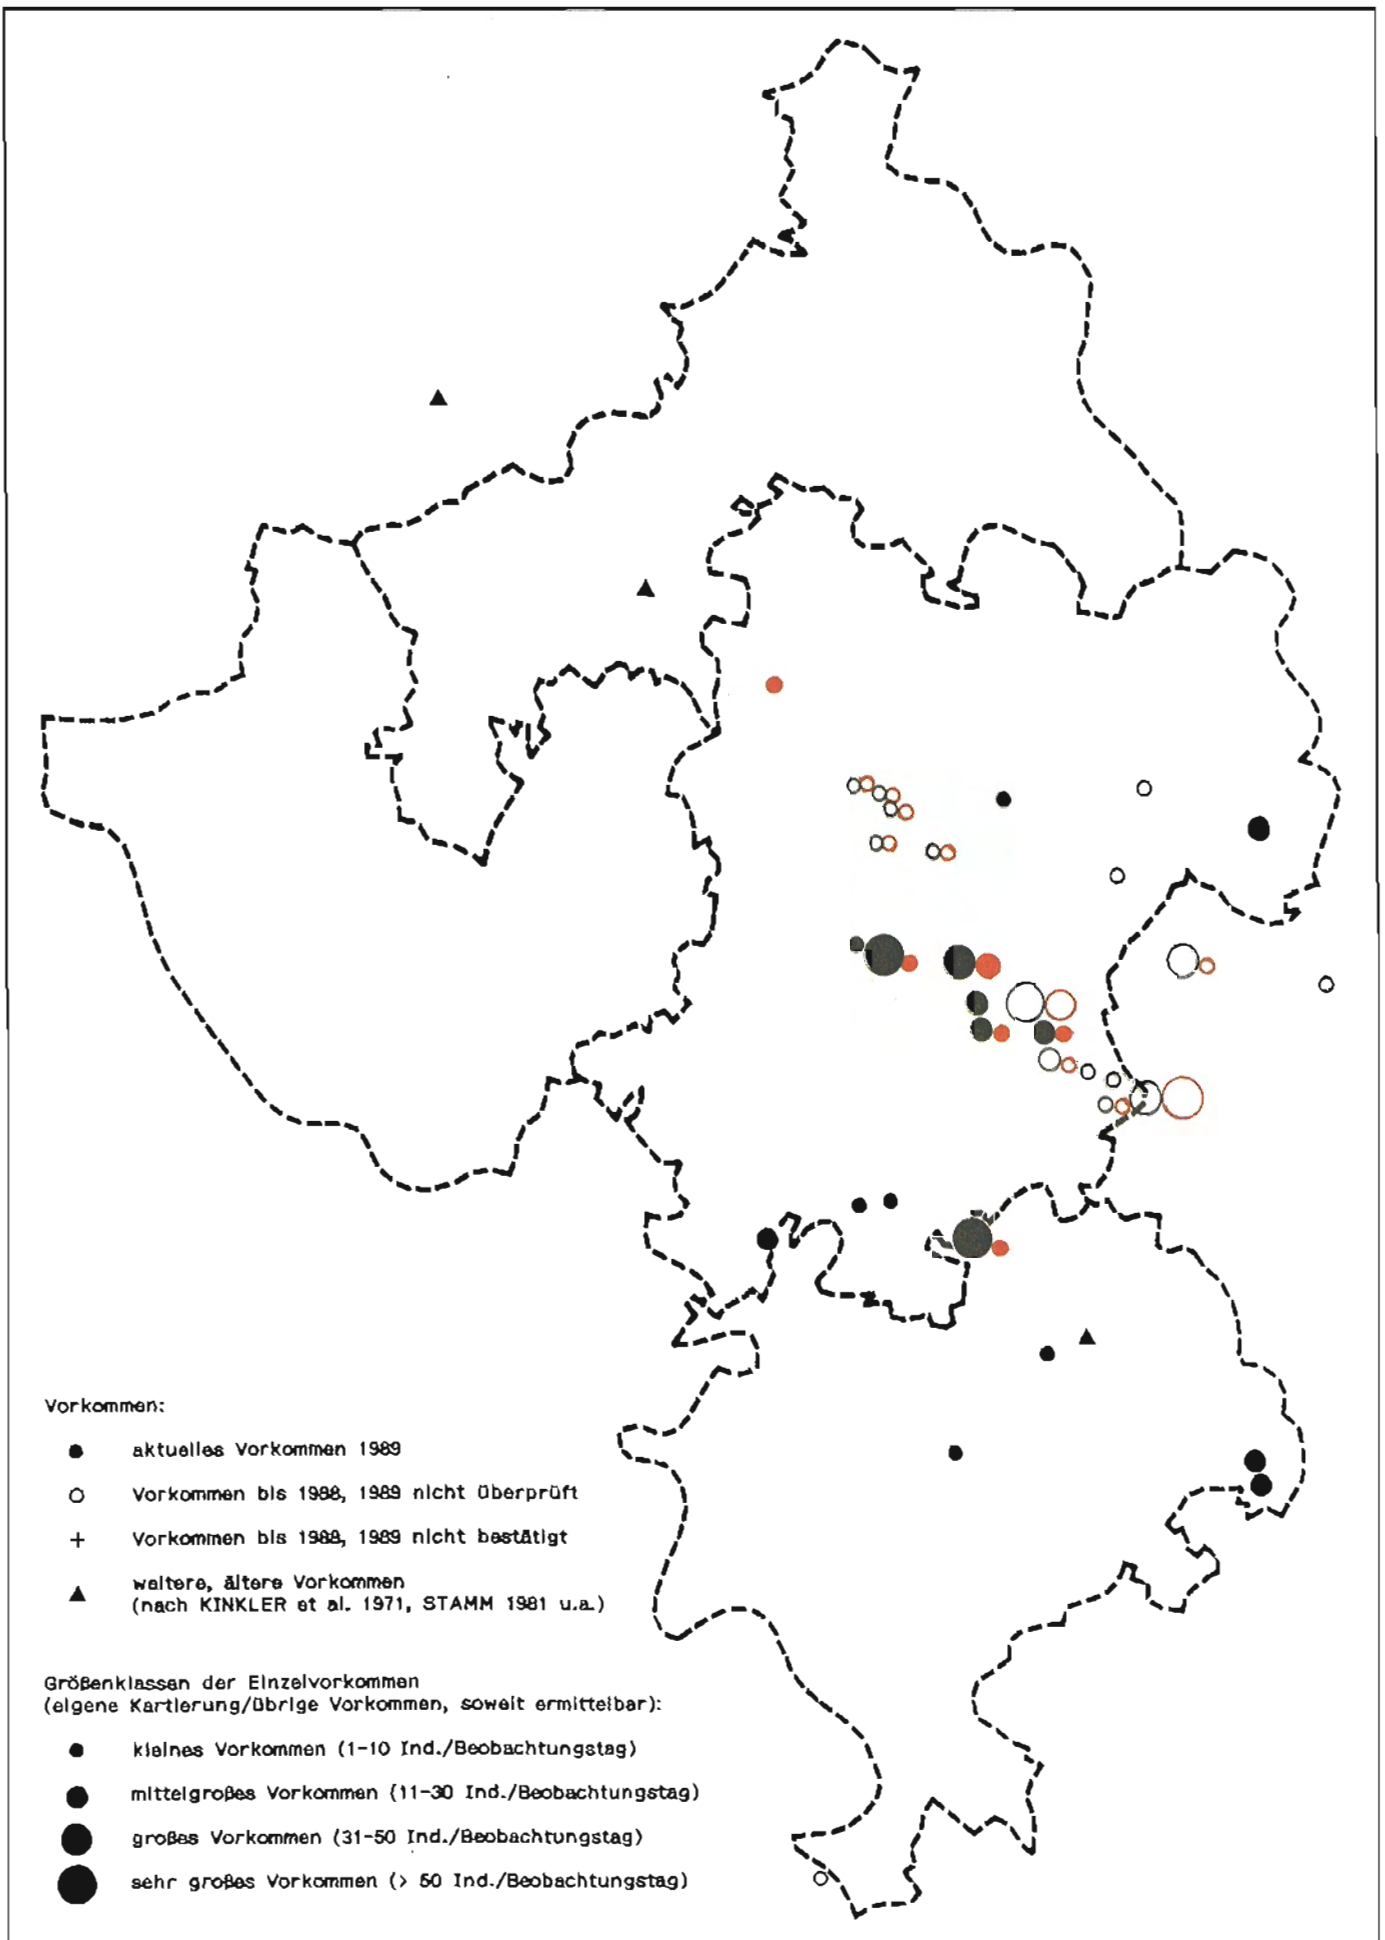 Vorkommen:
aktuelles Vorkommen 1989
Vorkommen bis 1988, 1989 nicht überprüft
Vorkommen bis 1988, 1989 nicht bestätigt
weitere, ältere Vorkommen
(nach KINKLER et al. 1971, STAMM 1981 u.a.)
Größenklassen der Einzelvorkommen
(eigene Kartierung/übrige Vorkommen, soweit ermittelbar):
kleines Vorkommen (1-10 Ind./Beobachtungstag)
mittelgroßes Vorkommen (11-30 Ind./Beobachtungstag)
großes Vorkommen (31-50 Ind./Beobachtungstag)
sehr großes Vorkommen (> 50 Ind./Beobachtungstag)